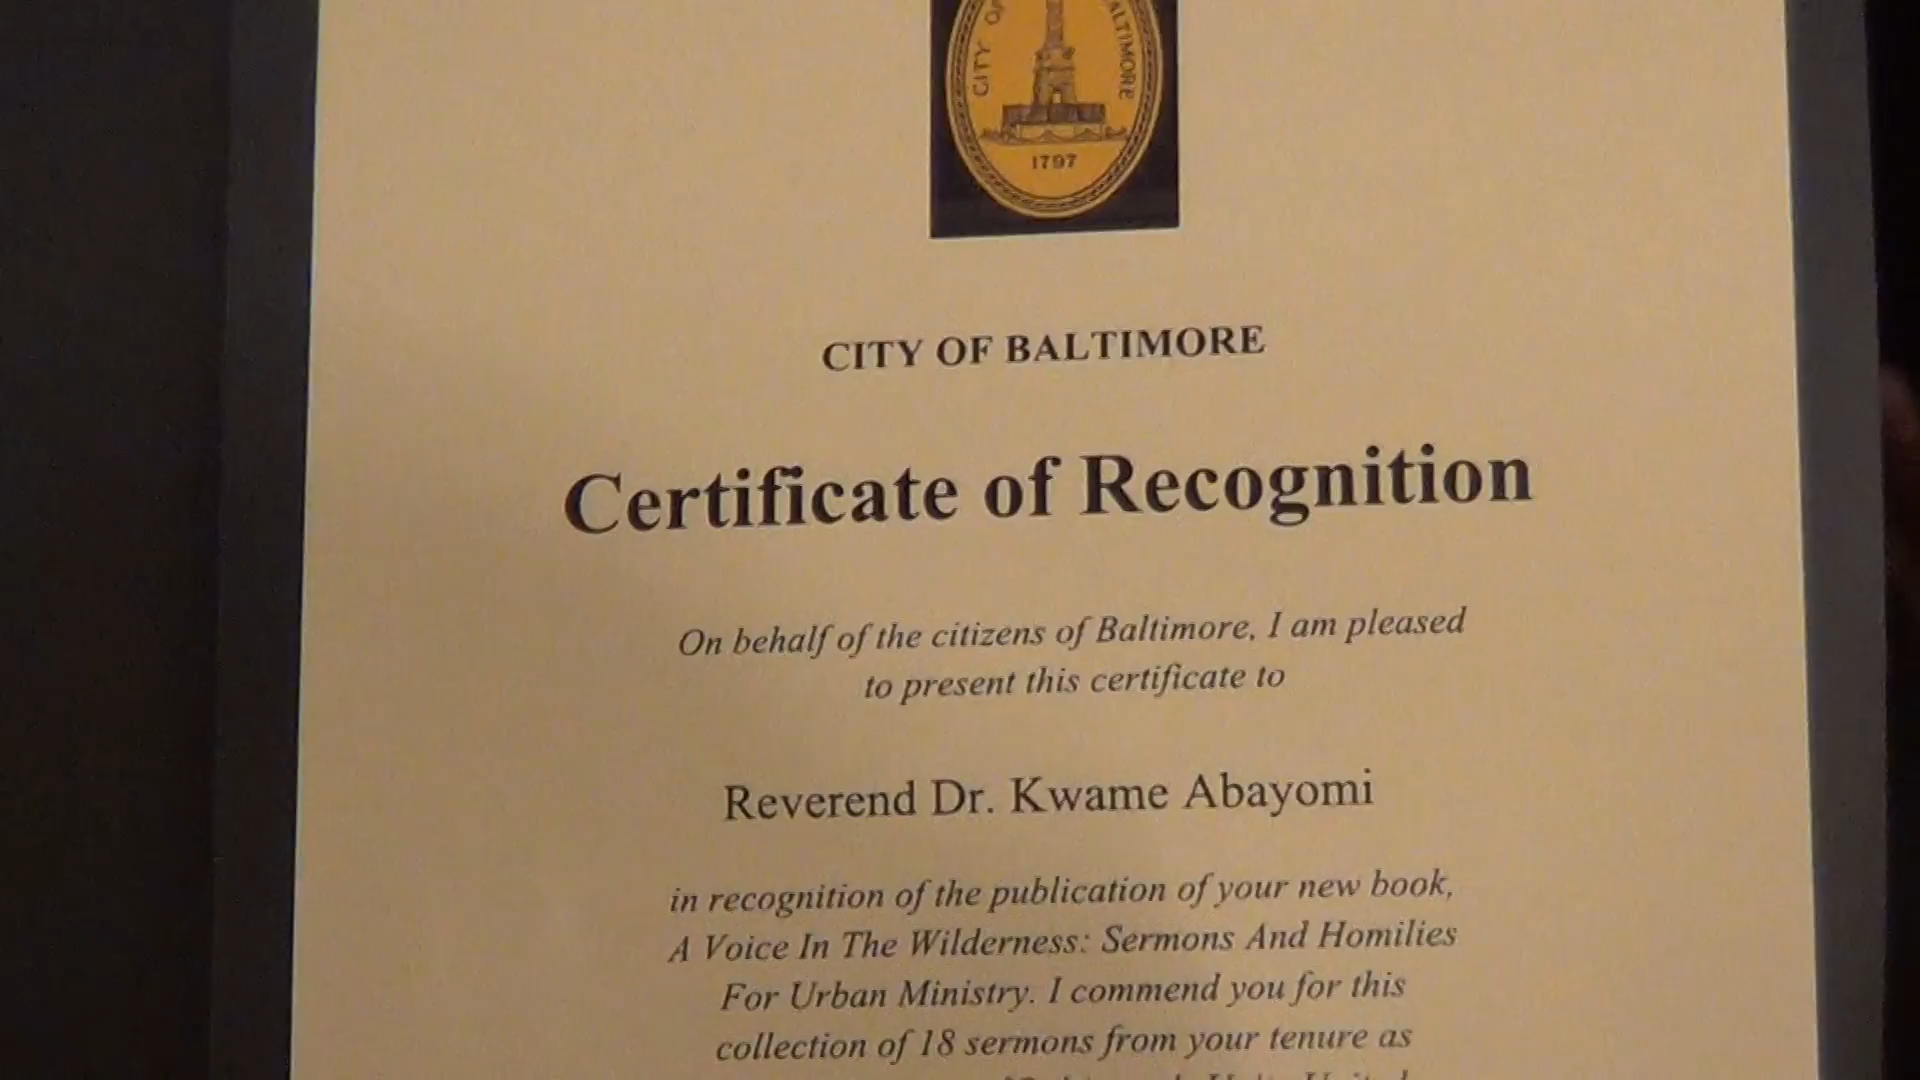 CITY OF BALTIMORE
1797
CITY OF BALTIMORE
Certificate of Recognition
On behalf of the citizens of Baltimore, I am pleased
to present this certificate to
Reverend Dr. Kwame Abayomi
in recognition of the publication of your new book,
A Voice In The Wilderness: Sermons And Homilies
For Urban Ministry. I commend you for this
collection of 18 sermons from your tenure as